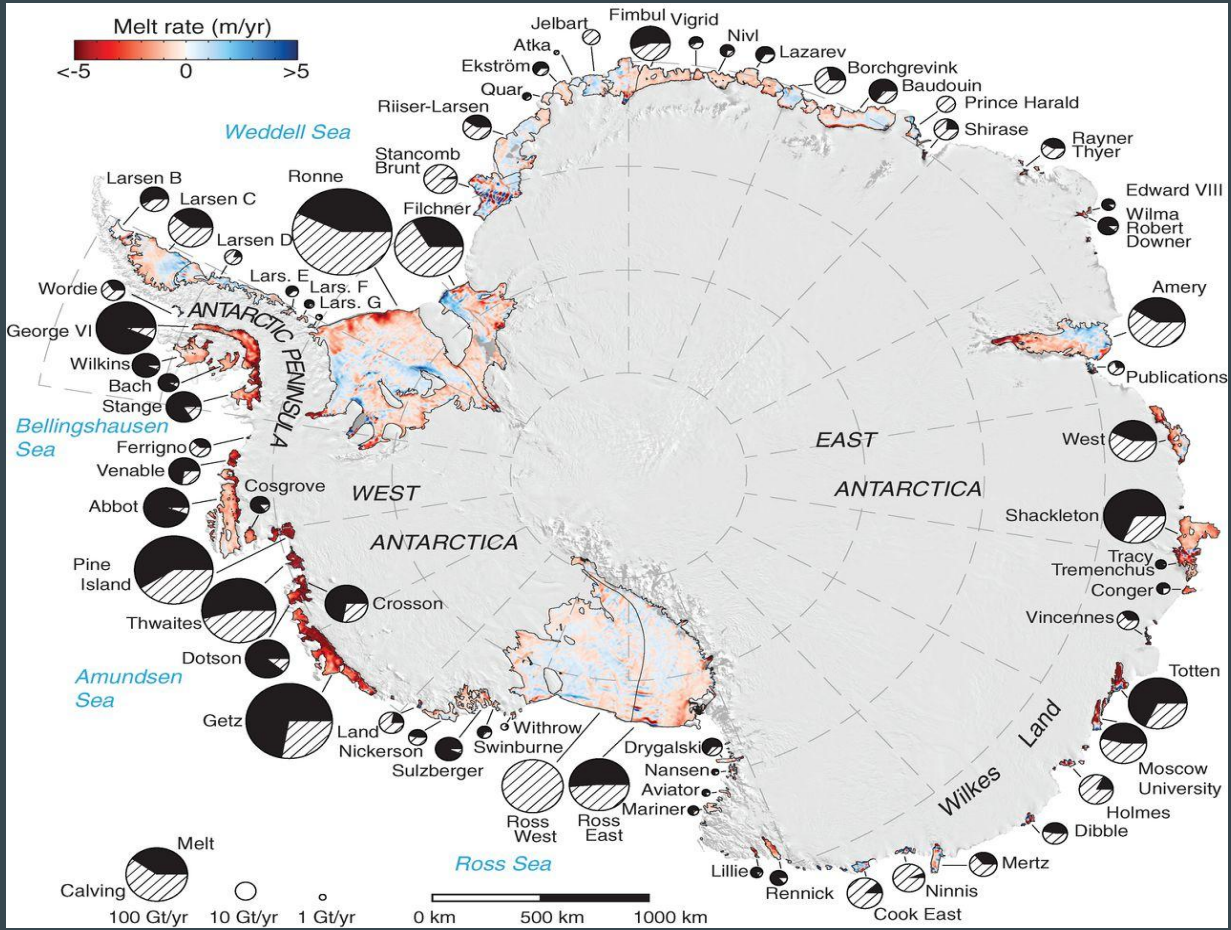 Melt rate (m/yr)
<-5
0
>5
Jelbart
Fimbul
Vigrid
Nivl
Atka
Lazarev
Ekström
Borchgrevink
Quar
Baudouin
Riiser-Larsen
Prince Harald
Shirase
Weddell Sea
Rayner
Thyer
Stancomb
Brunt
Ronne
Larsen B
Larsen C
Filchner
Edward VIII
Wilma
Robert
Downer
Larsen D
Lars. E
Lars. F
Lars. G
Wordie
Amery
ANTARCTIC PENINSULA
George VI
Wilkins
Bach
Publications
Stange
Bellingshausen
Sea
Ferrigno
EAST
West
Venable
Cosgrove
WEST
ANTARCTICA
Abbot
Shackleton
ANTARCTICA
Pine
Island
Tracy
Tremenchus
Conger
Crosson
Thwaites
Vincennes
Dotson
Amundsen
Sea
Totten
Getz
Land
Nickerson
Withrow
Swinburne
Sulzberger
Drygalski
Wilkes Land
Moscow
University
Nansen
Aviator
Mariner
Holmes
Ross
West
Ross
East
Dibble
Melt
Ross Sea
Mertz
Calving
Lillie
Rennick
Ninnis
Cook East
100 Gt/yr
10 Gt/yr
1 Gt/yr
0 km
500 km
1000 km